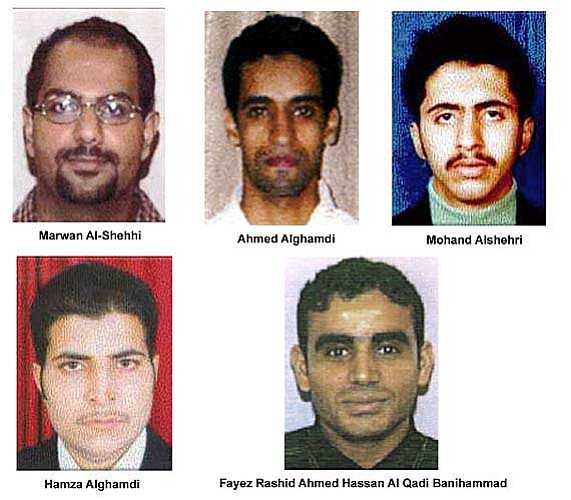 Marwan Al-Shehhi
Ahmed Alghamdi
Mohand Alshehri
Hamza Alghamdi
Fayez Rashid Ahmed Hassan Al Qadi Banihammad